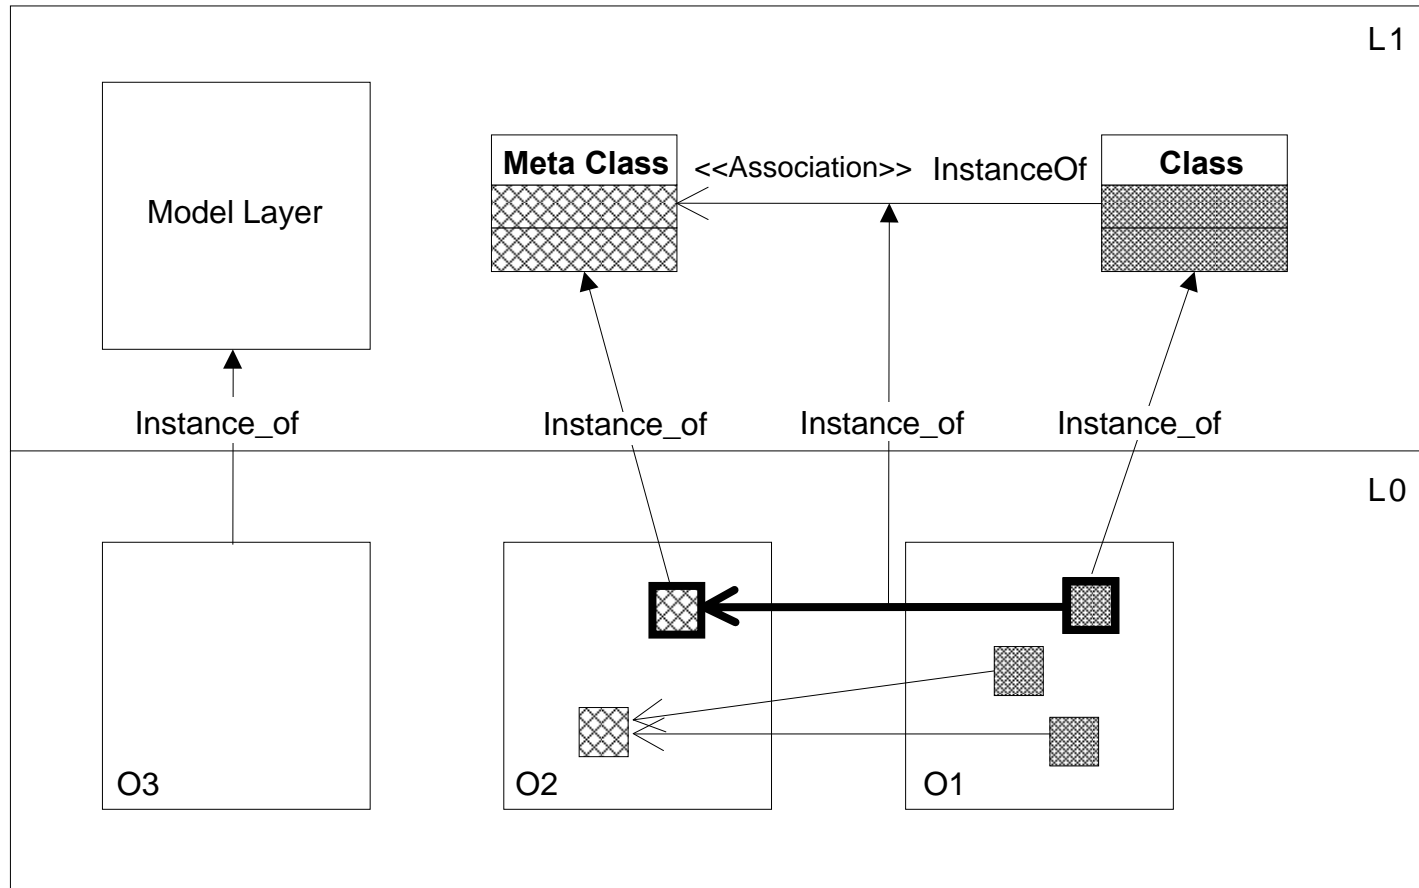 L1
Model Layer
Meta Class
<<Association>> InstanceOf
Class
Instance_of
Instance_of
Instance_of
Instance_of
L0
O3
O2
O1